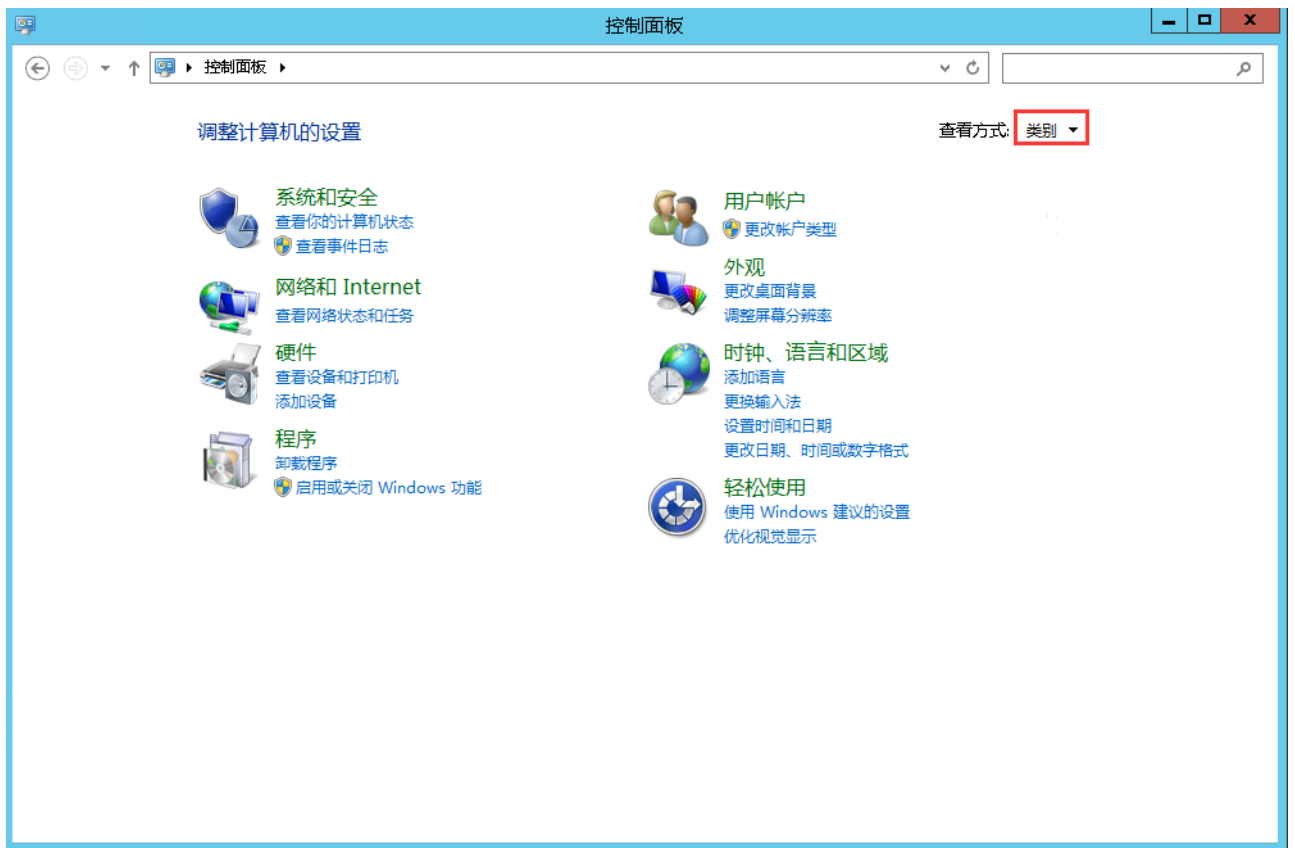 控制面板
控制面板
调整计算机的设置
查看方式: 类别
系统和安全
查看你的计算机状态
查看事件日志
网络和 Internet
查看网络状态和任务
硬件
查看设备和打印机
添加设备
程序
卸载程序
启用或关闭 Windows 功能
用户帐户
更改帐户类型
外观
更改桌面背景
调整屏幕分辨率
时钟、语言和区域
添加语言
更换输入法
设置时间和日期
更改日期、时间或数字格式
轻松使用
使用 Windows 建议的设置
优化视觉显示